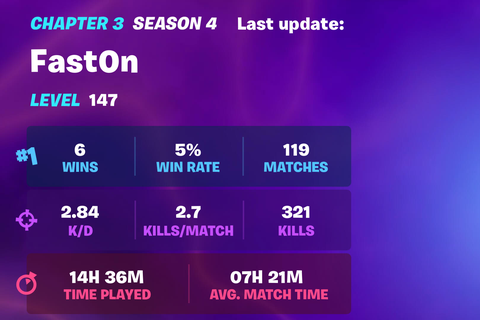 CHAPTER 3 SEASON 4 Last update:
FastOn
LEVEL 147
#1
6 5% 119
WINS WIN RATE MATCHES
2.84 2.7 321
K/D KILLS/MATCH KILLS
14H 36M 07H 21M
TIME PLAYED AVG. MATCH TIME